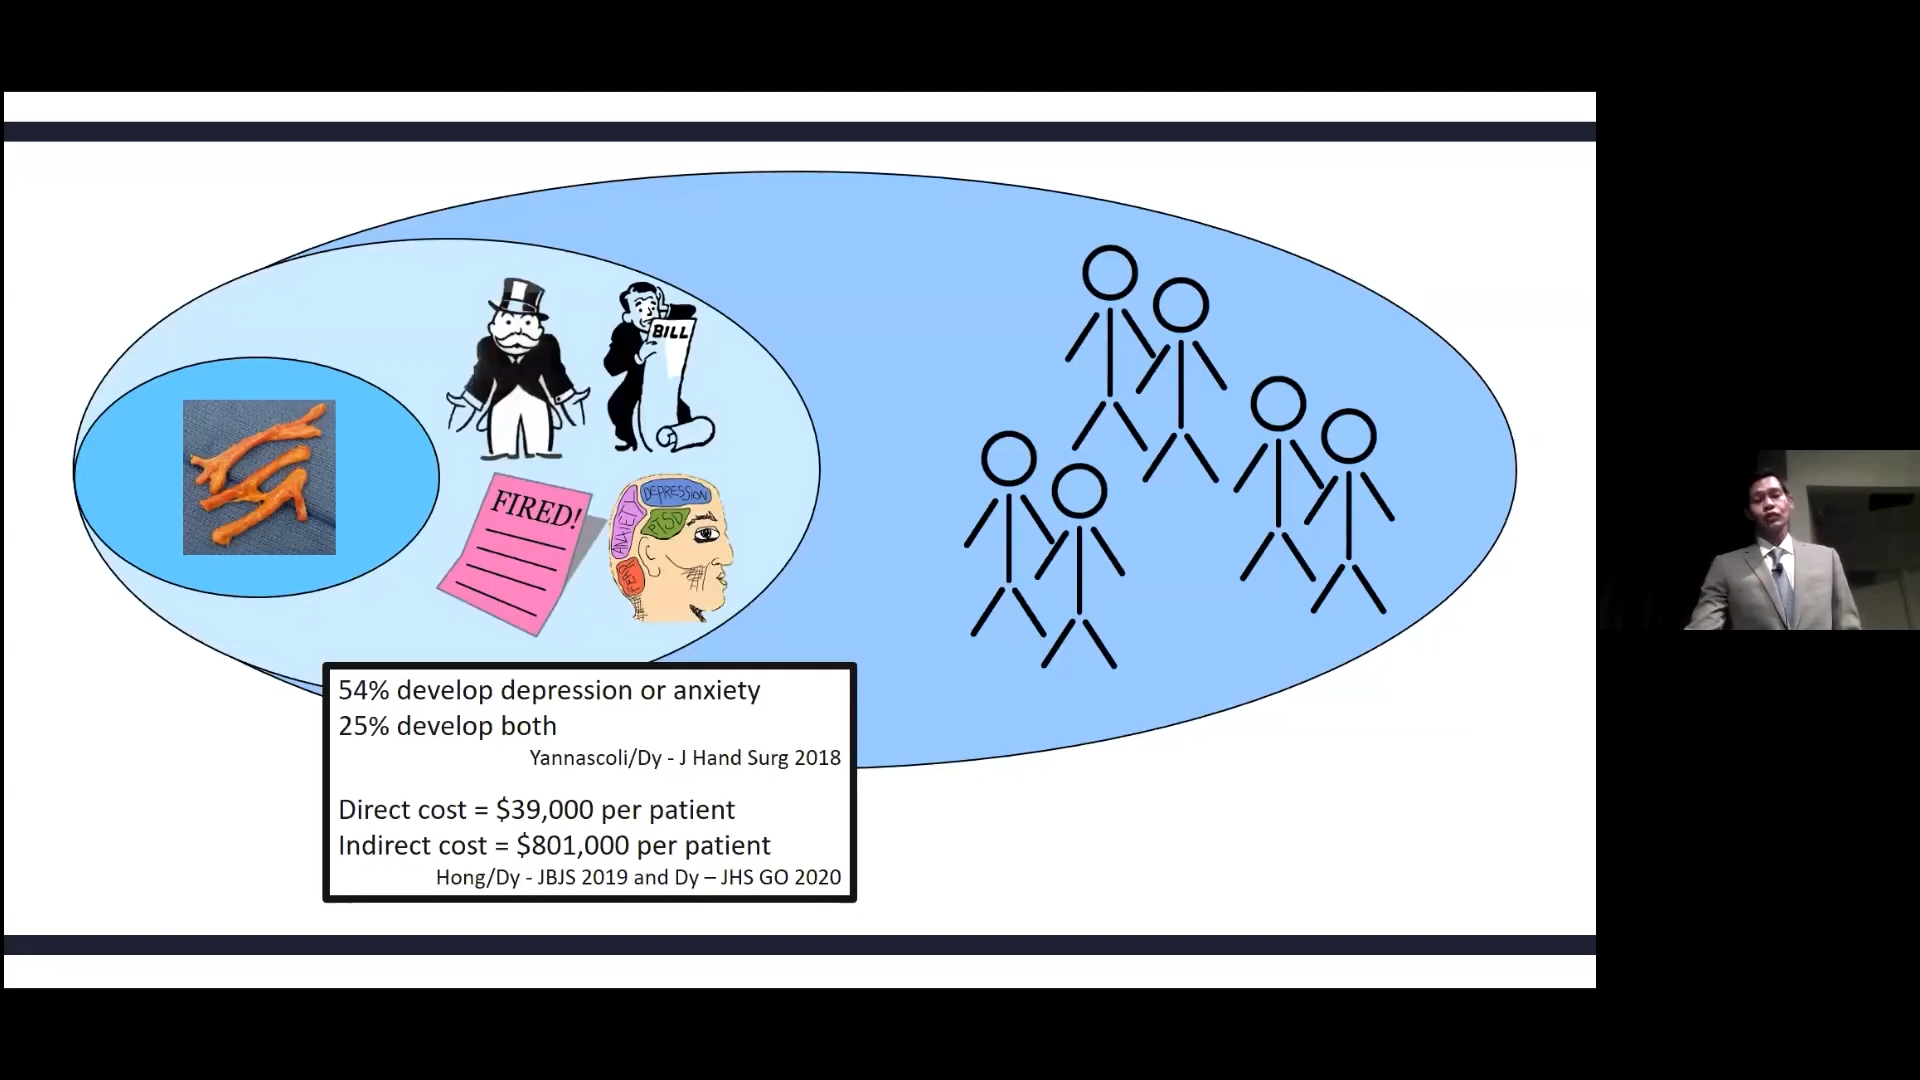 BILL
FIRED!
DEPRESSION
ANXIETY
PTSD
FEAR
54% develop depression or anxiety
25% develop both
Yannascoli/Dy - J Hand Surg 2018
Direct cost = $39,000 per patient
Indirect cost = $801,000 per patient
Hong/Dy - JBJS 2019 and Dy – JHS GO 2020